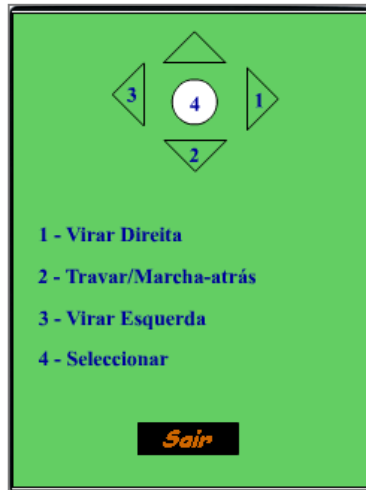 3
4
1
2
1 - Virar Direita
2 - Travar/Marcha-atrás
3 - Virar Esquerda
4 - Seleccionar
Sair